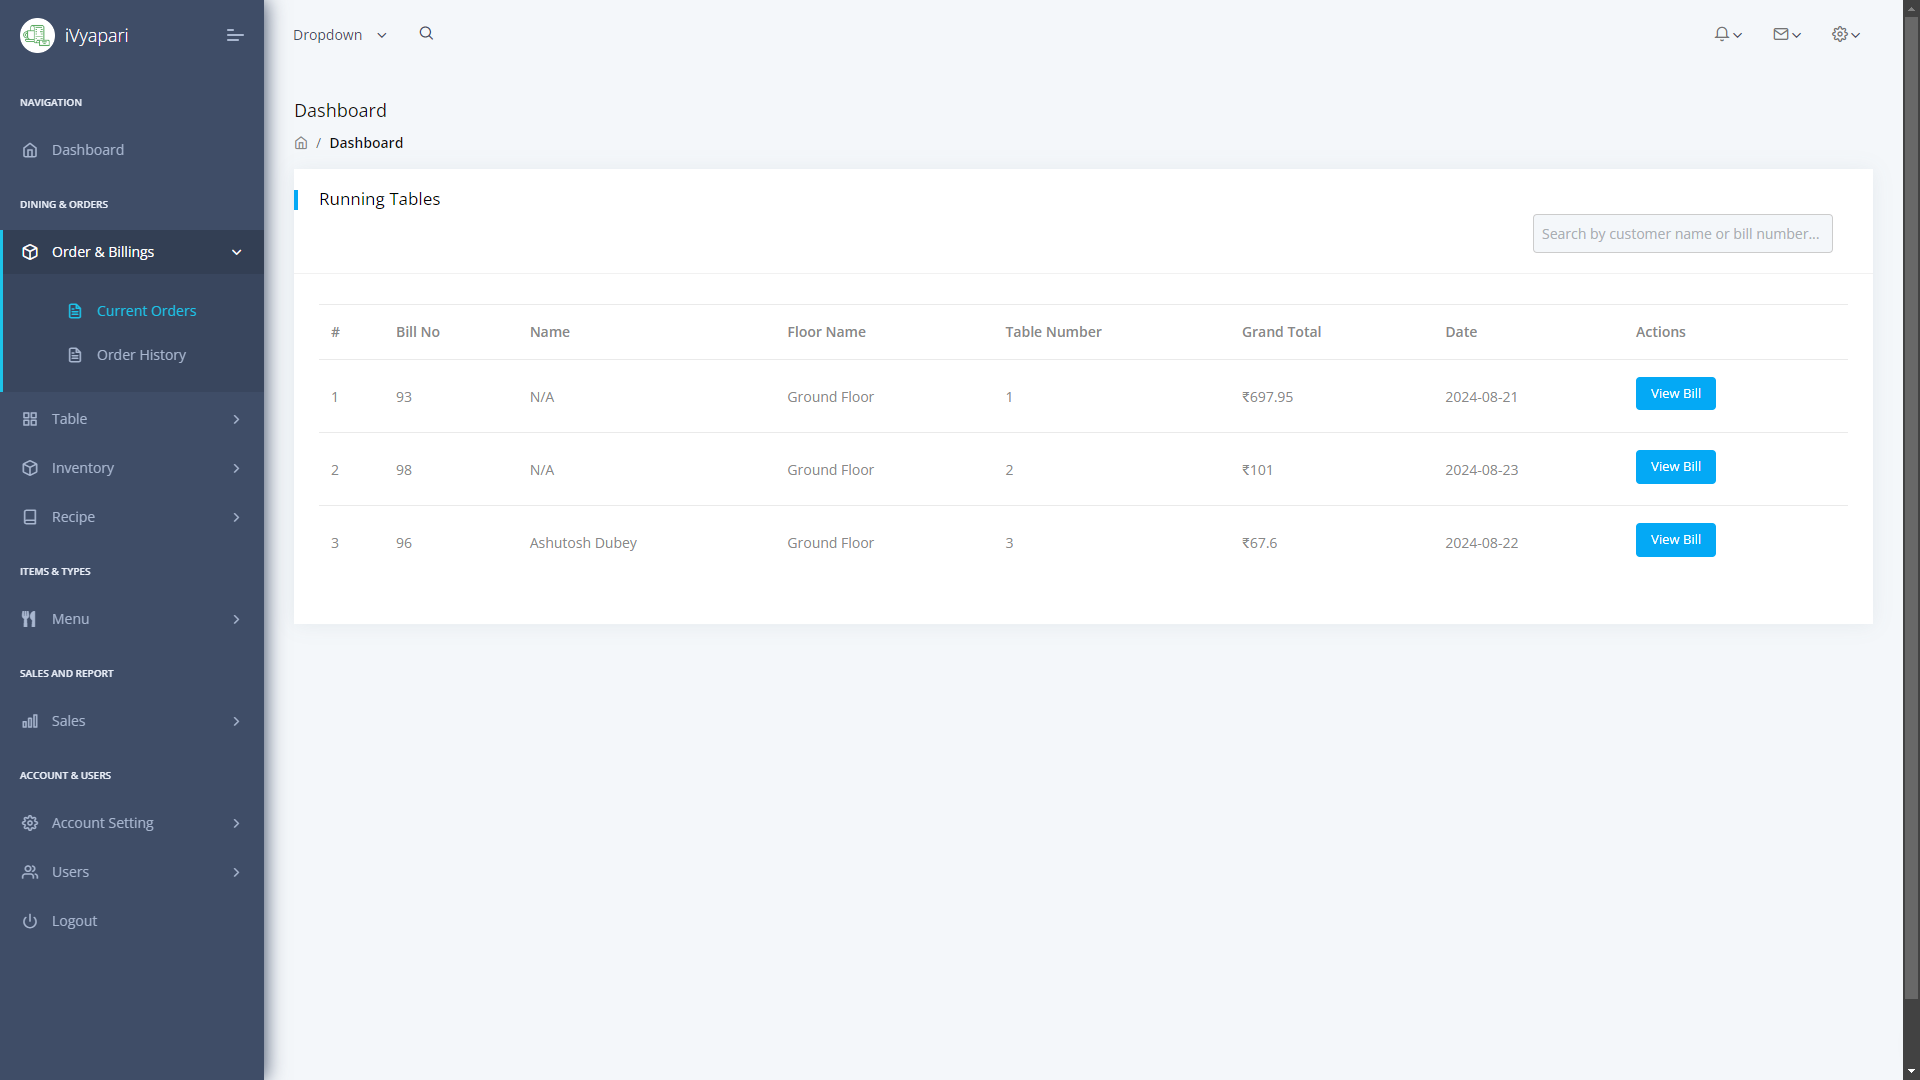 iVyapari
Dropdown
NAVIGATION
Dashboard
DINING & ORDERS
Order & Billings
Current Orders
Order History
Table
Inventory
Recipe
ITEMS & TYPES
Menu
SALES AND REPORT
Sales
ACCOUNT & USERS
Account Setting
Users
Logout
Dashboard
/ Dashboard
Running Tables
Search by customer name or bill number...
# Bill No Name Floor Name Table Number Grand Total Date Actions
1 93 N/A Ground Floor 1 ₹697.95 2024-08-21 View Bill
2 98 N/A Ground Floor 2 ₹101 2024-08-23 View Bill
3 96 Ashutosh Dubey Ground Floor 3 ₹67.6 2024-08-22 View Bill